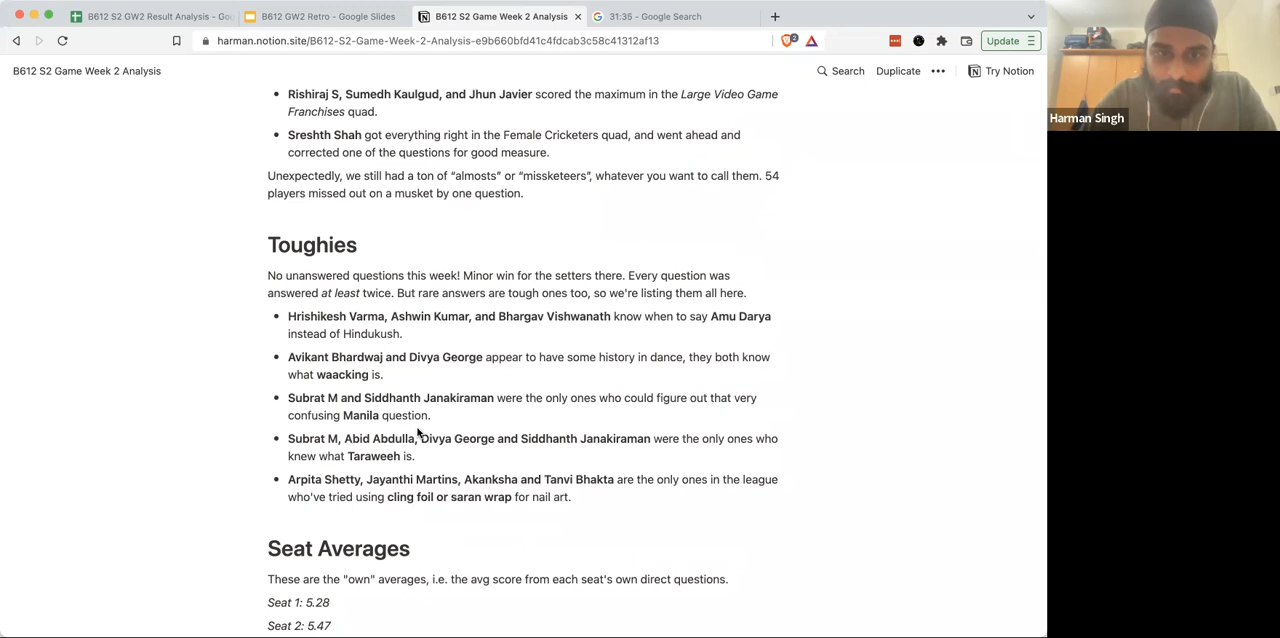 B612 S2 GW2 Result Analysis - Go
B612 GW2 Retro - Google Slides
B612 S2 Game Week 2 Analysis
31:35 - Google Search
harman.notion.site/B612-S2-Game-Week-2-Analysis-e9b660bfd41c4fdcab3c58c41312af13
2
Update
B612 S2 Game Week 2 Analysis
Search
Duplicate
Try Notion
Harman Singh
Rishiraj S, Sumedh Kaulgud, and Jhun Javier scored the maximum in the Large Video Game
Franchises quad.
Sreshth Shah got everything right in the Female Cricketers quad, and went ahead and
corrected one of the questions for good measure.
Unexpectedly, we still had a ton of “almosts” or “missketeers”, whatever you want to call them. 54
players missed out on a musket by one question.
Toughies
No unanswered questions this week! Minor win for the setters there. Every question was
answered at least twice. But rare answers are tough ones too, so we're listing them all here.
Hrishikesh Varma, Ashwin Kumar, and Bhargav Vishwanath know when to say Amu Darya
instead of Hindukush.
Avikant Bhardwaj and Divya George appear to have some history in dance, they both know
what waacking is.
Subrat M and Siddhanth Janakiraman were the only ones who could figure out that very
confusing Manila question.
Subrat M, Abid Abdulla, Divya George and Siddhanth Janakiraman were the only ones who
knew what Taraweeh is.
Arpita Shetty, Jayanthi Martins, Akanksha and Tanvi Bhakta are the only ones in the league
who've tried using cling foil or saran wrap for nail art.
Seat Averages
These are the "own" averages, i.e. the avg score from each seat's own direct questions.
Seat 1: 5.28
Seat 2: 5.47